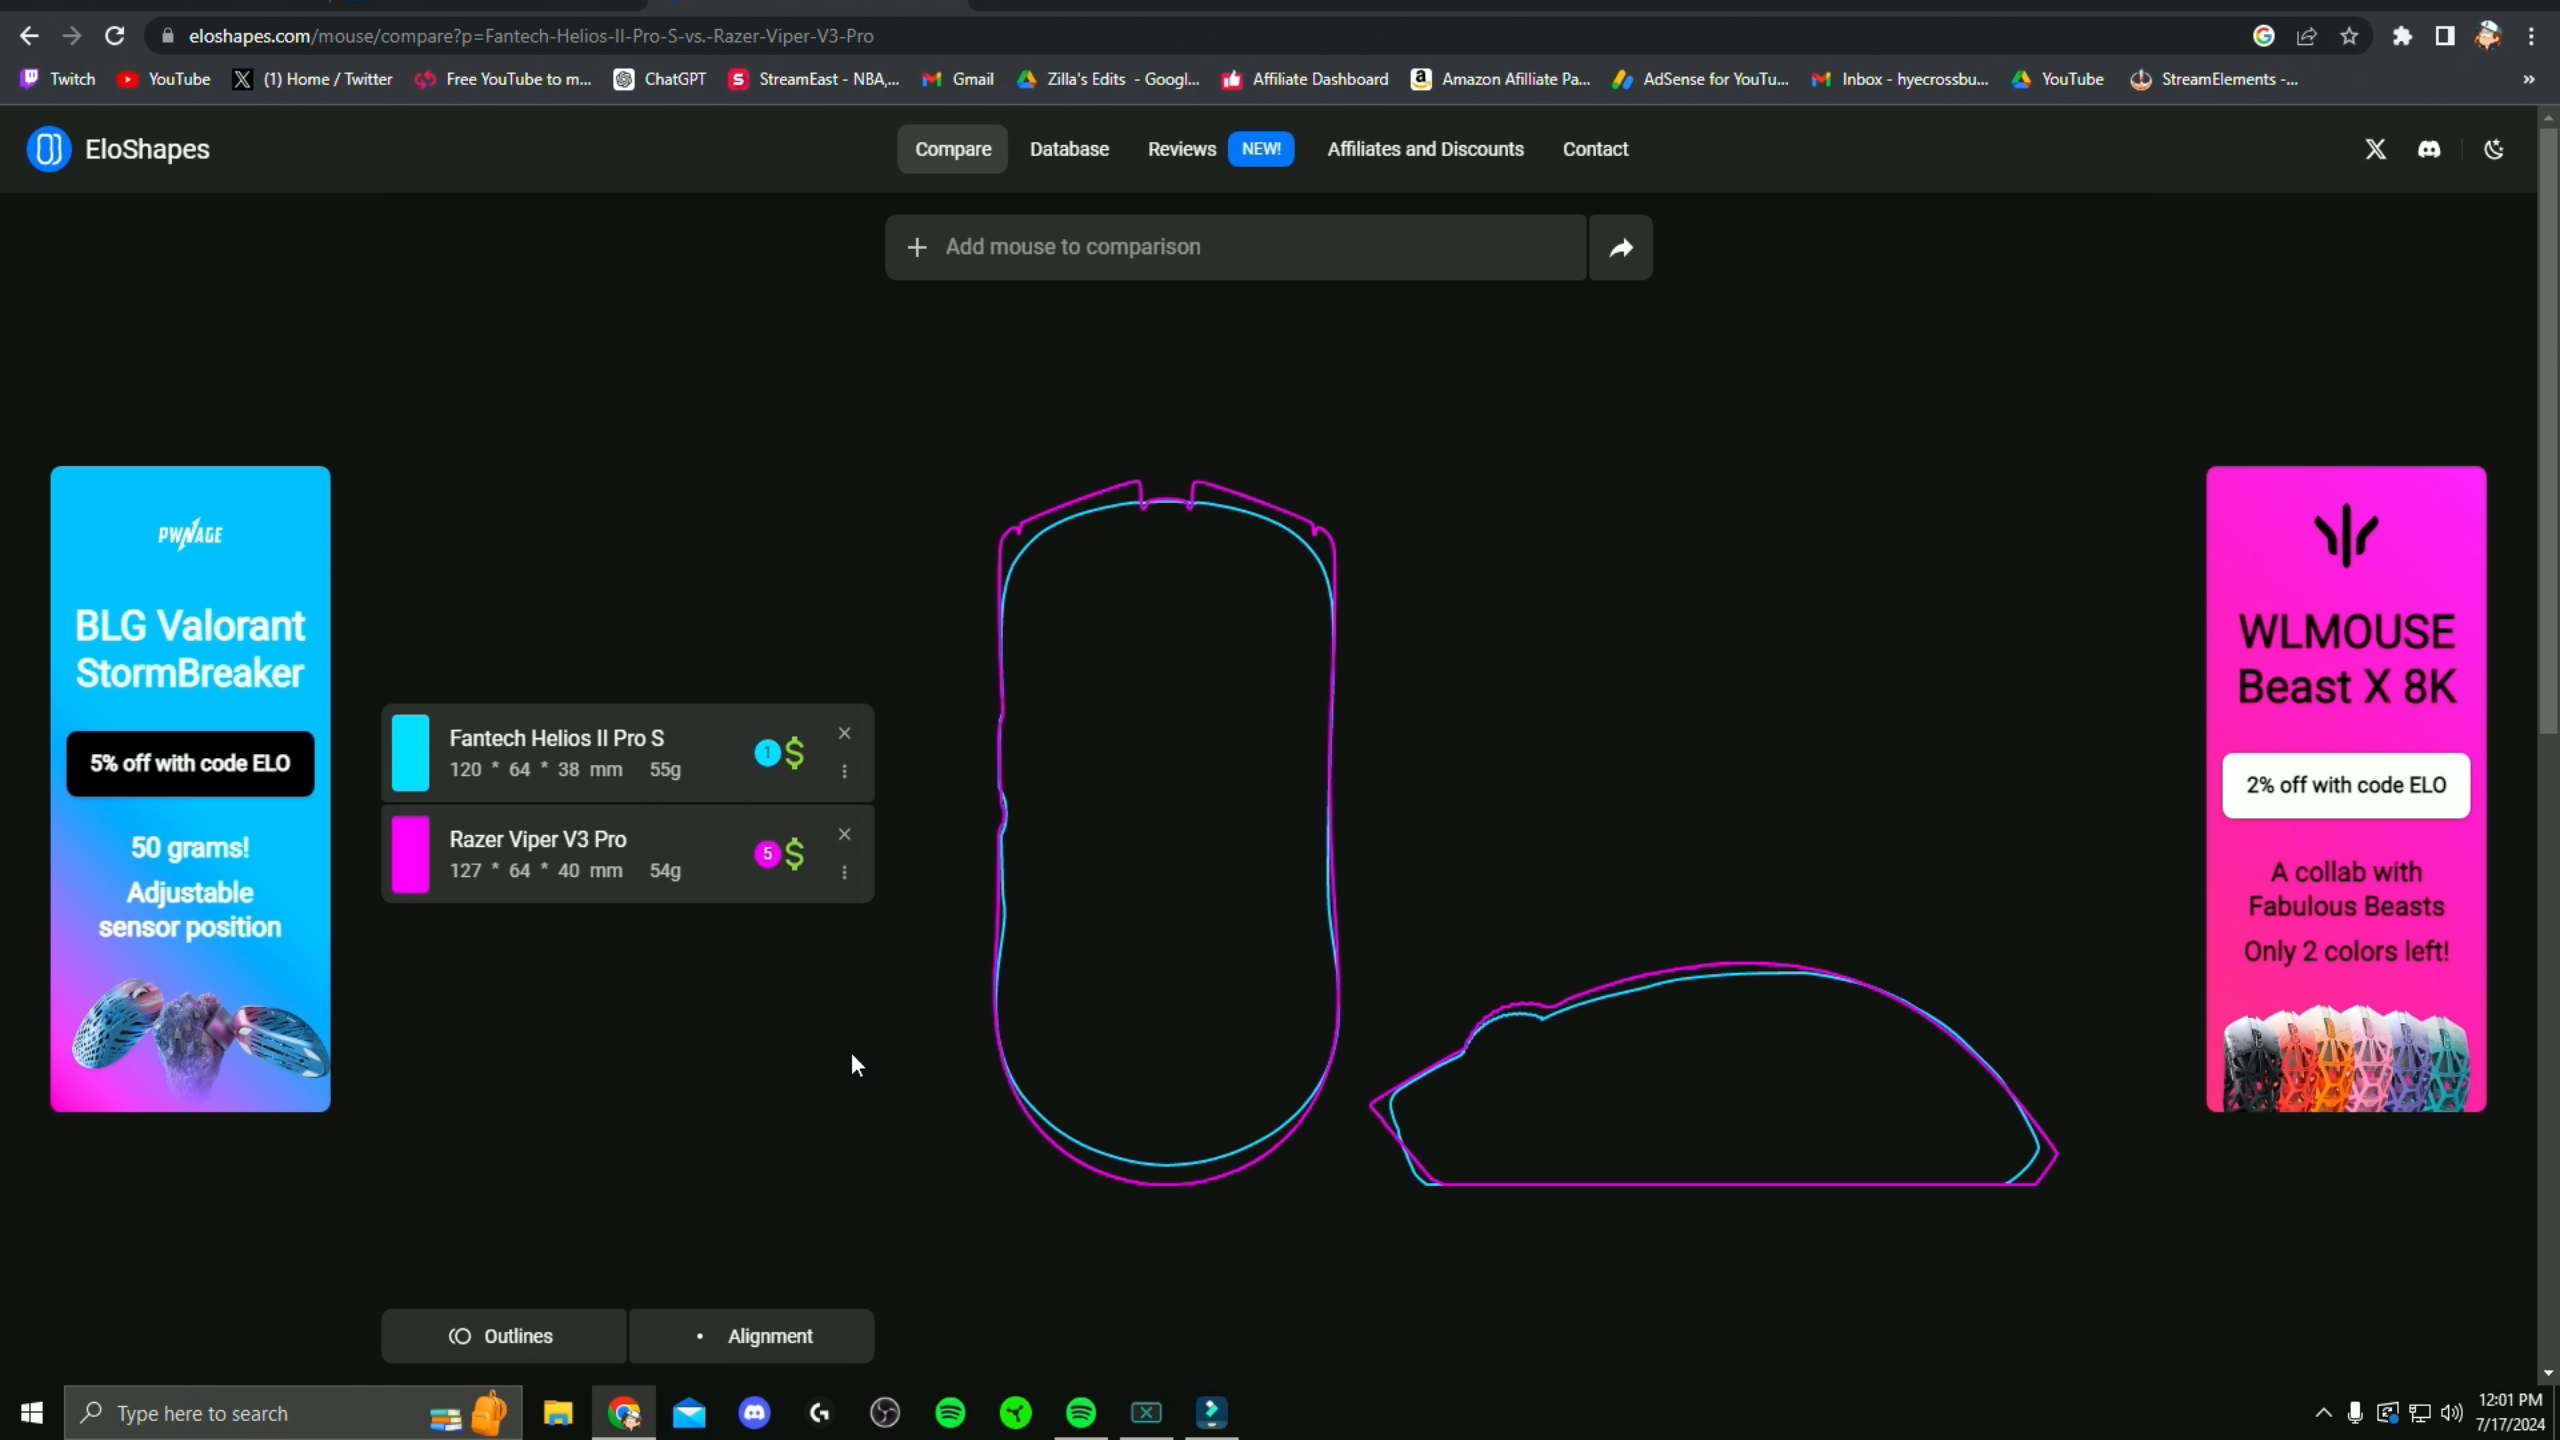 eloshapes.com/mouse/compare?p=Fantech-Helios-II-Pro-S-vs.-Razer-Viper-V3-Pro
Twitch YouTube (1) Home / Twitter Free YouTube to m... ChatGPT StreamEast - NBA,... Gmail Zilla's Edits - Googl... Affiliate Dashboard Amazon Afilliate Pa... AdSense for YouTu... Inbox - hyecrossbu... YouTube StreamElements -... »
EloShapes Compare Database Reviews NEW! Affiliates and Discounts Contact
Add mouse to comparison
PWNAGE
BLG Valorant
StormBreaker
5% off with code ELO
50 grams!
Adjustable
sensor position
Fantech Helios II Pro S
120 * 64 * 38 mm 55g
1 $
Razer Viper V3 Pro
127 * 64 * 40 mm 54g
5 $
WLMOUSE
Beast X 8K
2% off with code ELO
A collab with
Fabulous Beasts
Only 2 colors left!
Outlines Alignment
Type here to search
12:01 PM
7/17/2024